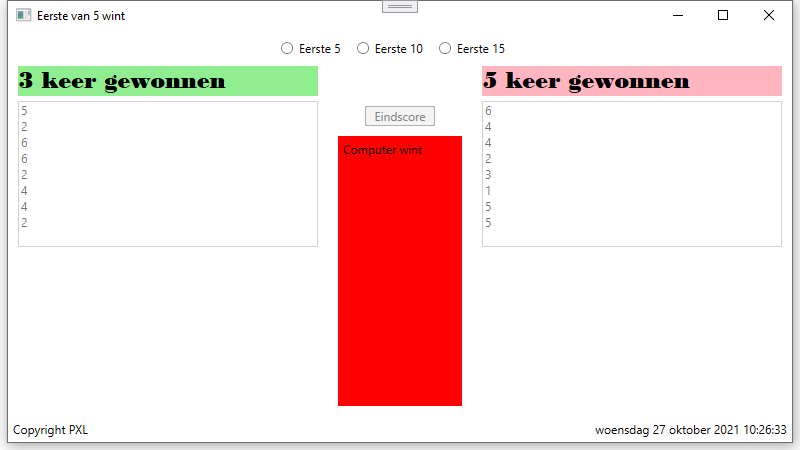 Eerste van 5 wint
Eerste 5 Eerste 10 Eerste 15
3 keer gewonnen
5
2
6
6
2
4
4
2
Eindscore
Computer wint
5 keer gewonnen
6
4
4
2
3
1
5
5
Copyright PXL
woensdag 27 oktober 2021 10:26:33